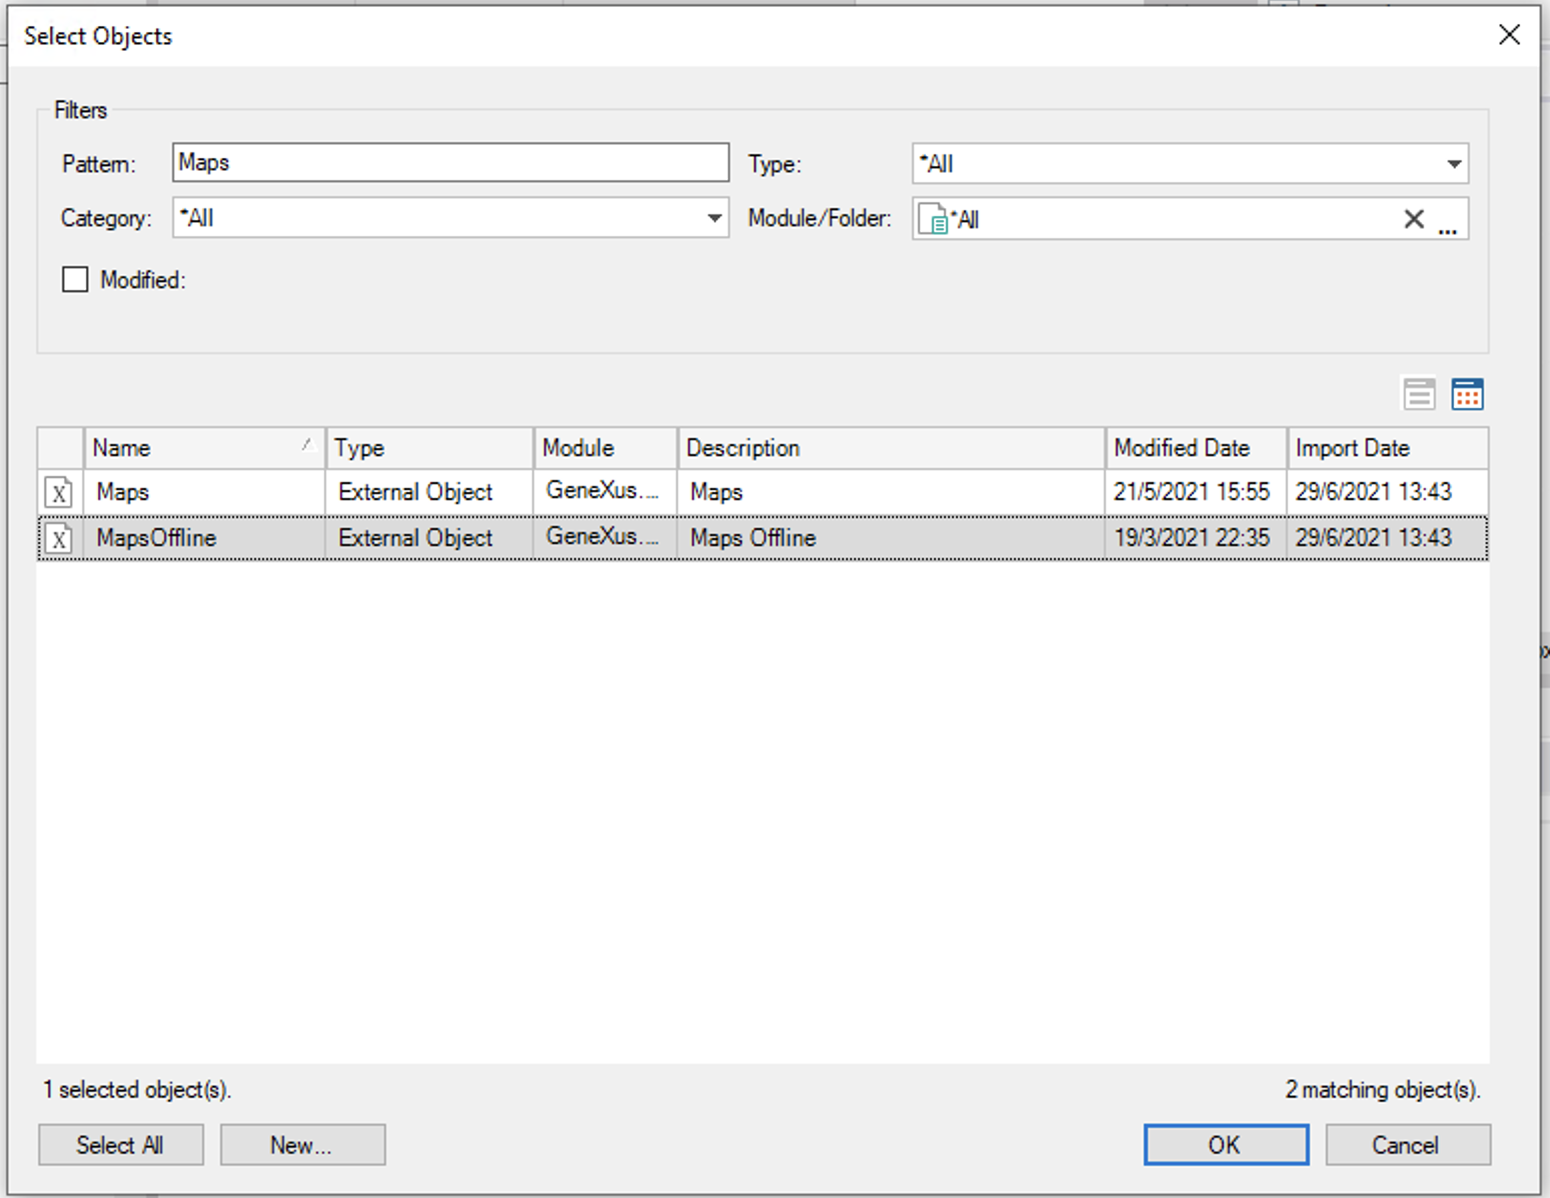 Select Objects
Filters
Pattern: Maps Type: *All
Category: *All Module/Folder: *All ...
Modified:
Name Type Module Description Modified Date Import Date
X Maps External Object GeneXus.... Maps 21/5/2021 15:55 29/6/2021 13:43
X MapsOffline External Object GeneXus.... Maps Offline 19/3/2021 22:35 29/6/2021 13:43
1 selected object(s). 2 matching object(s).
Select All New... OK Cancel